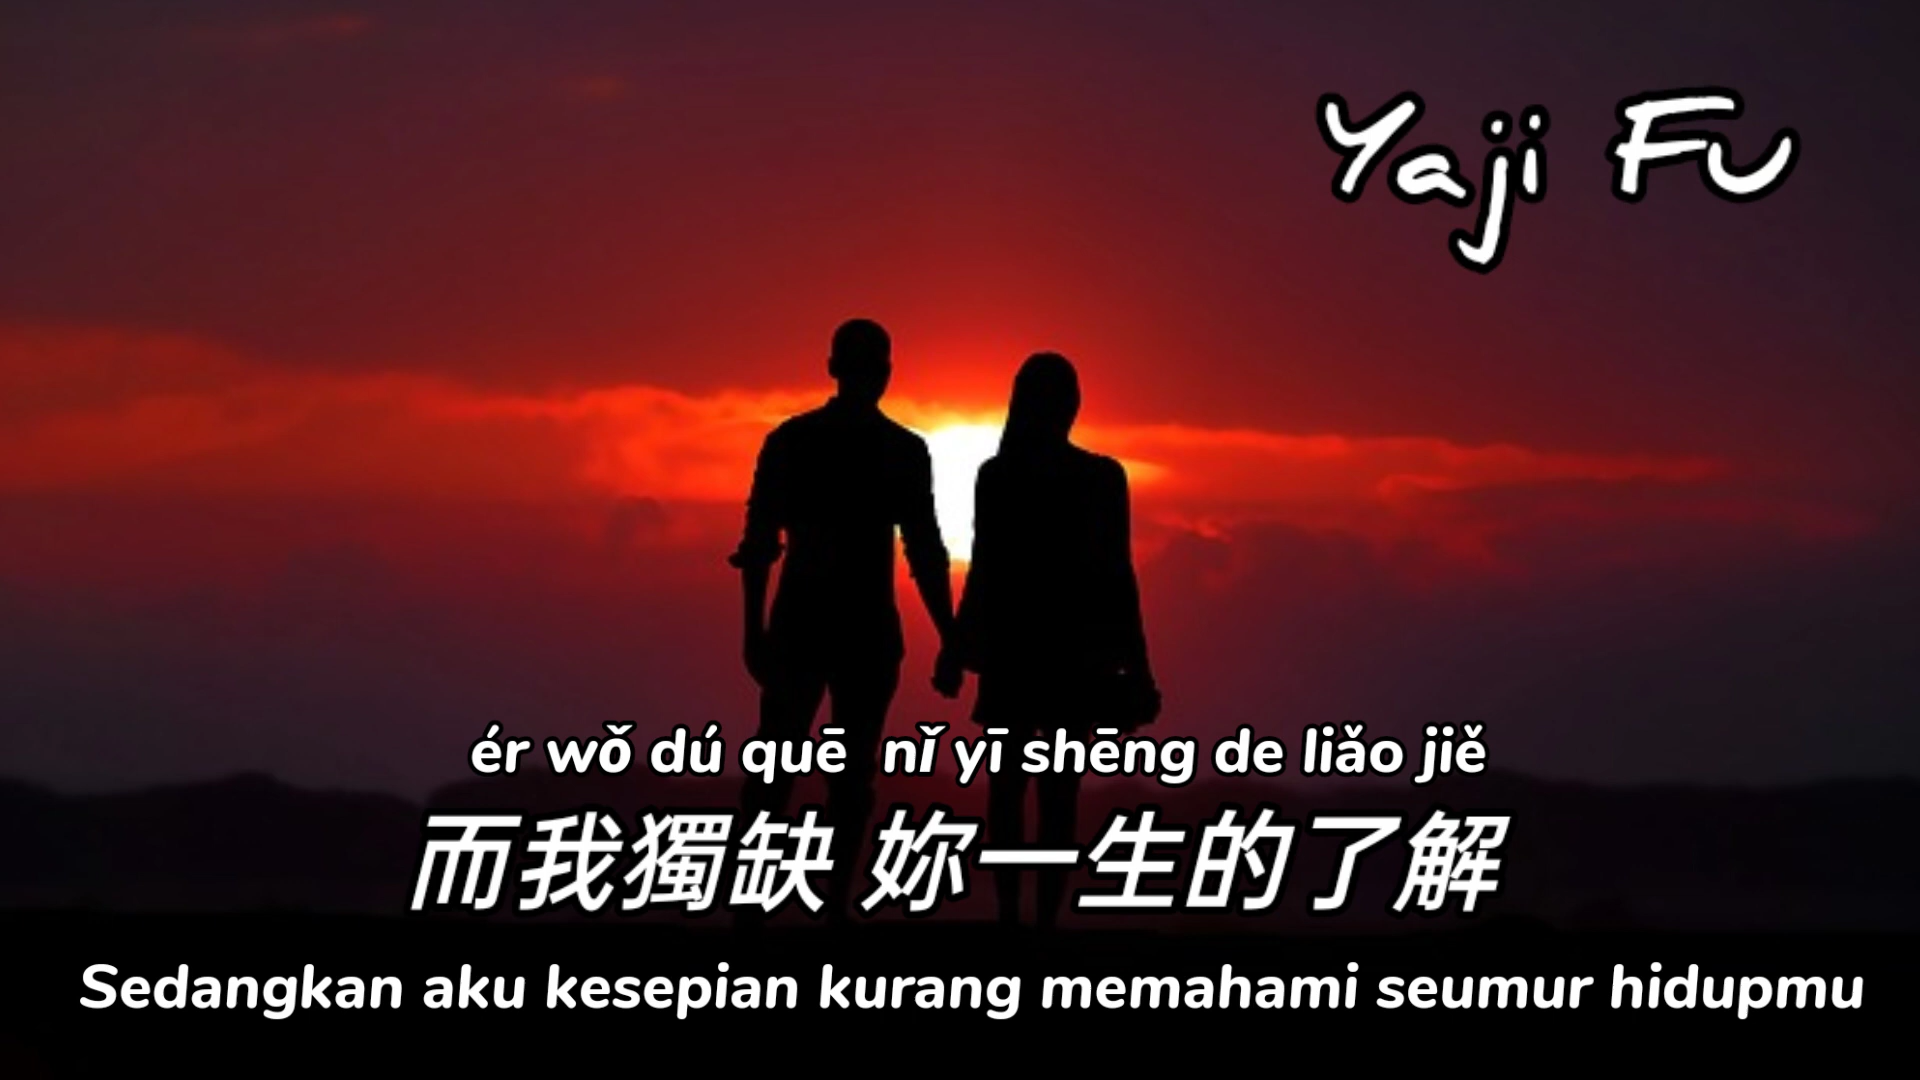 Yaji Fu
ér wǒ dú quē nǐ yī shēng de liǎo jiě
而我獨缺 妳一生的了解
Sedangkan aku kesepian kurang memahami seumur hidupmu